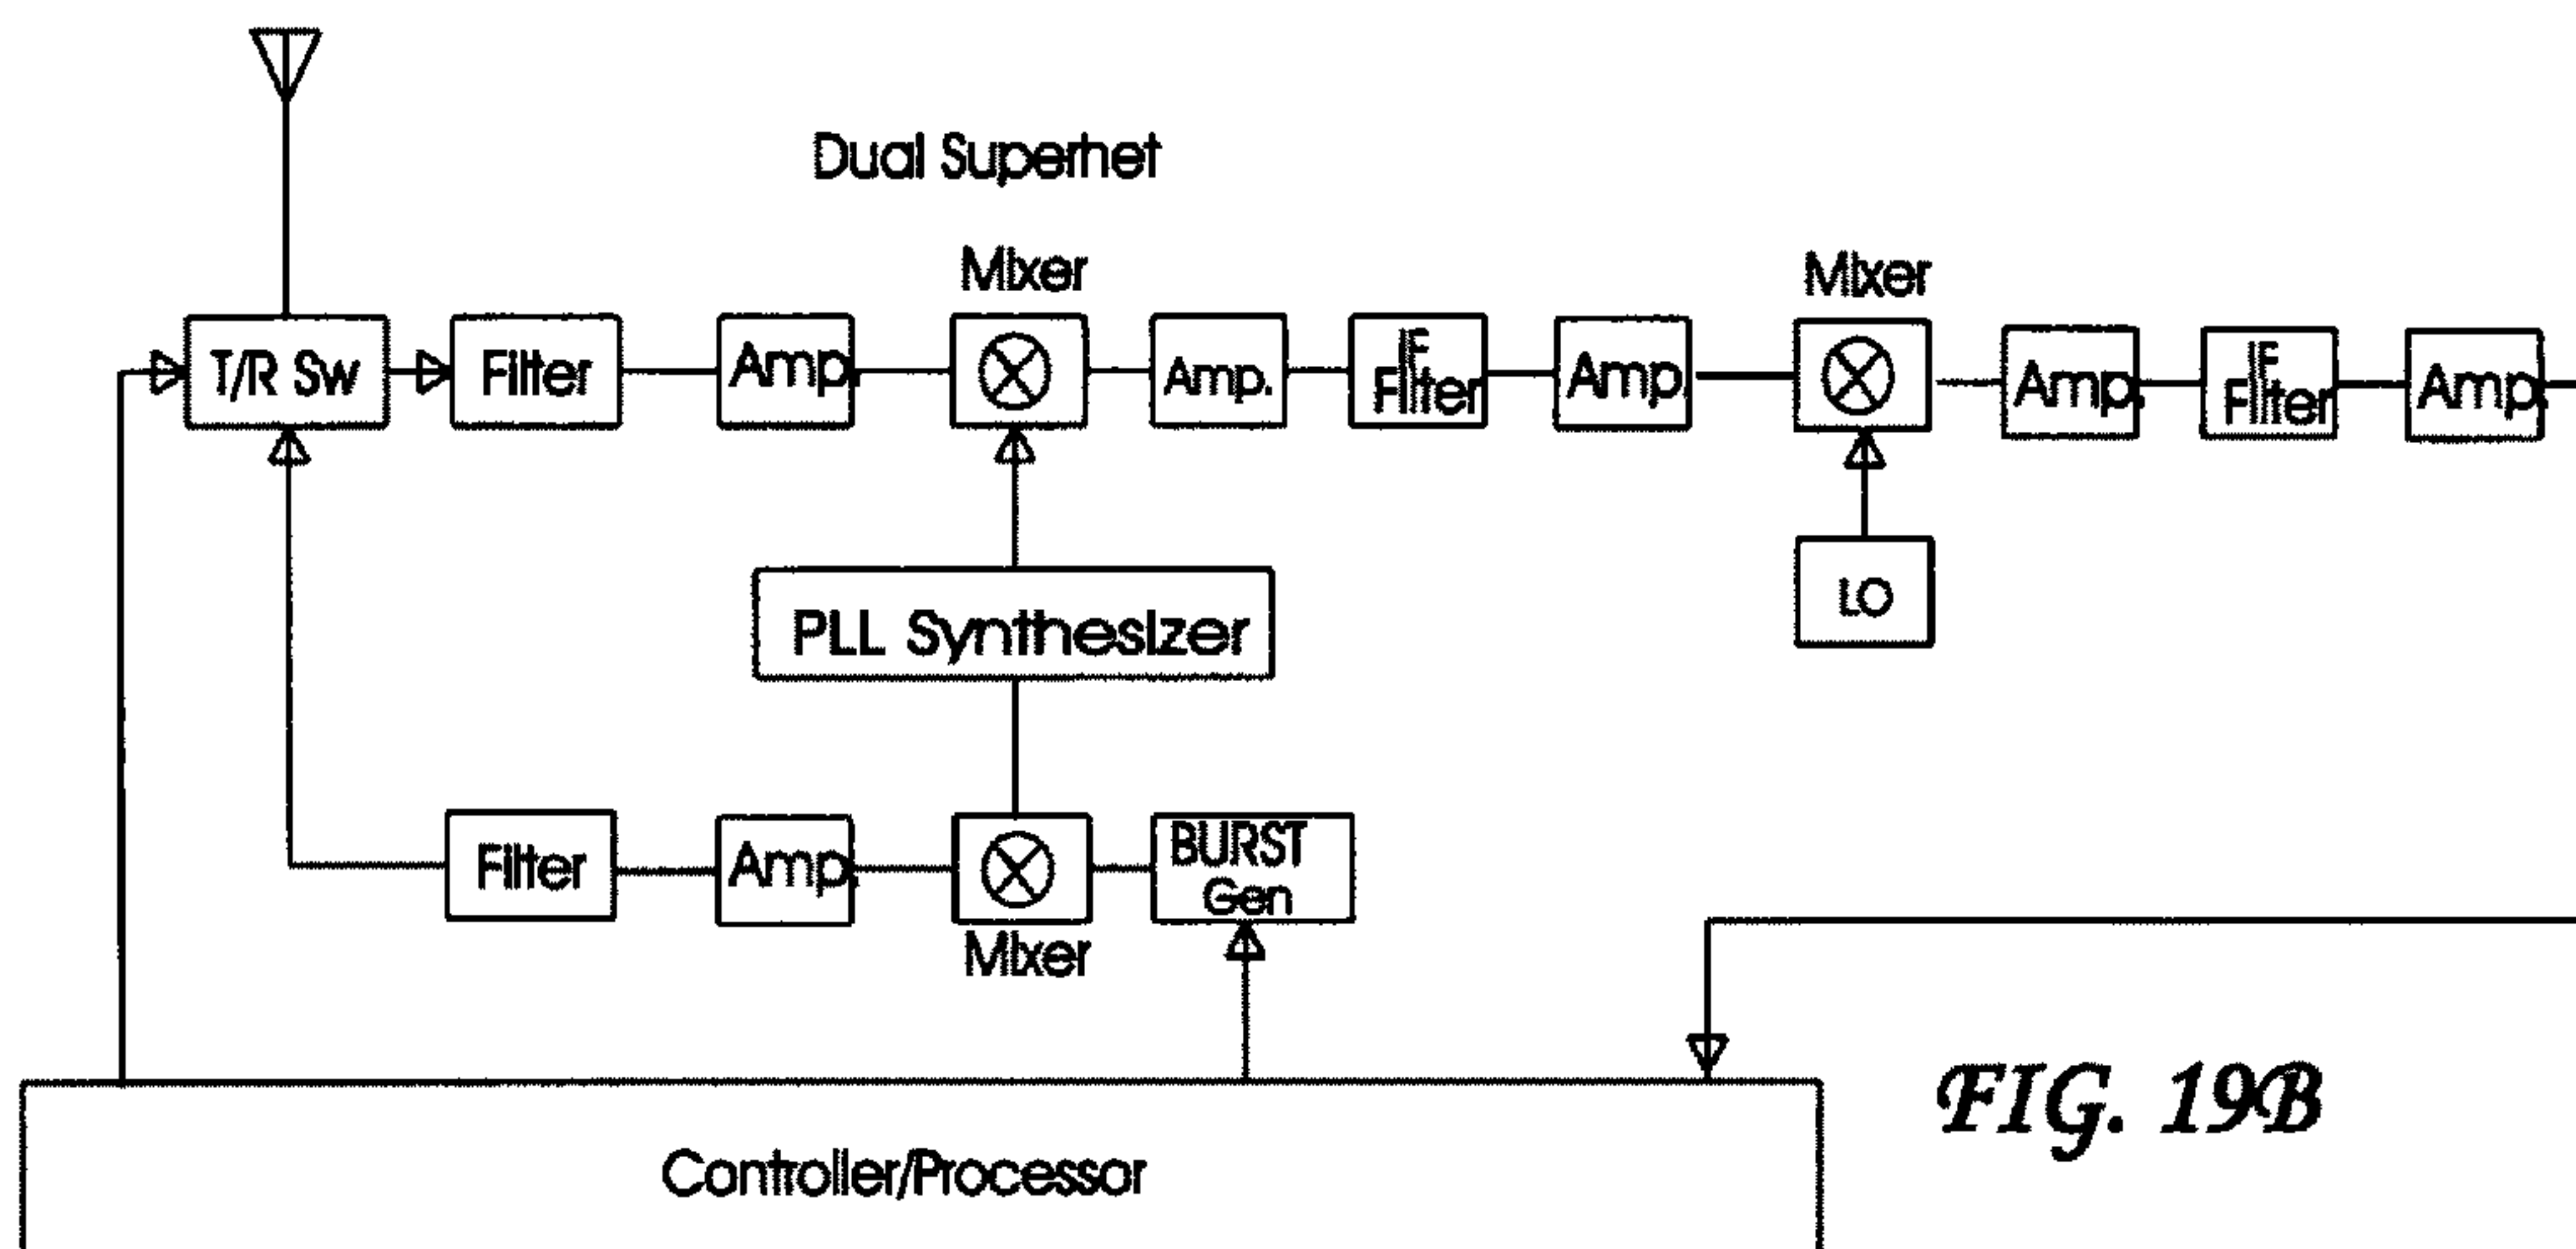 Dual Superhet
Mixer
Mixer
T/R Sw
Filter
Amp.
Amp.
IF
Filter
Amp.
Amp.
IF
Filter
Amp.
PLL Synthesizer
LO
Filter
Amp.
BURST
Gen
Mixer
FIG. 19B
Controller/Processor